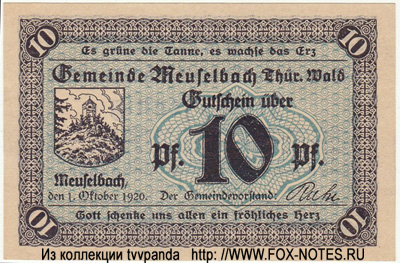 10 10
Es grüne die Tanne, es wachse das Erz
Gemeinde Meuselbach Thür. Wald
Gutschein über
Pf. 10 Pf.
Meuselbach,
den 1. Oktober 1920. Der Gemeindevorstand:
Gott schenke uns allen ein fröhliches Herz
10 10
Из коллекции tvvpanda http://WWW.FOX-NOTES.RU